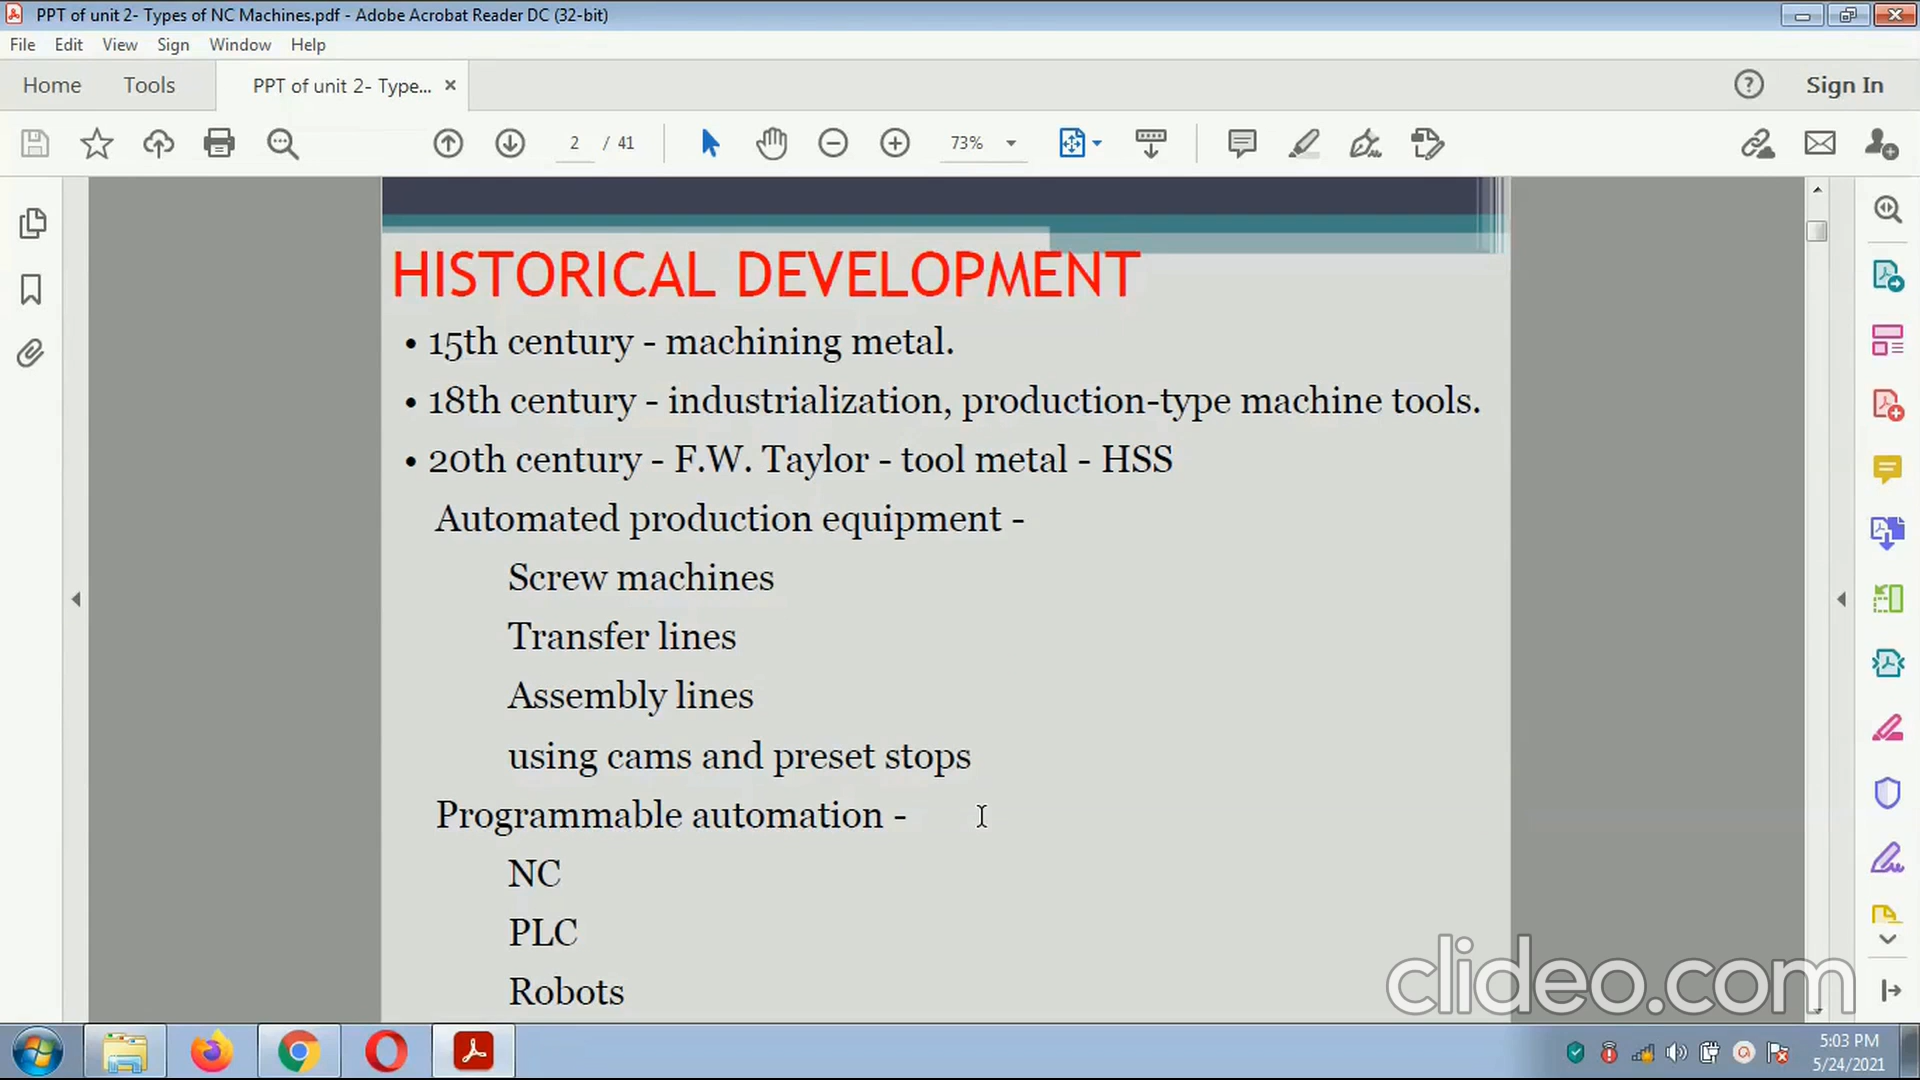 PPT of unit 2- Types of NC Machines.pdf - Adobe Acrobat Reader DC (32-bit)
File Edit View Sign Window Help
Home Tools PPT of unit 2- Type... Sign In
2 / 41 73%
HISTORICAL DEVELOPMENT
• 15th century - machining metal.
• 18th century - industrialization, production-type machine tools.
• 20th century - F.W. Taylor - tool metal - HSS
Automated production equipment -
Screw machines
Transfer lines
Assembly lines
using cams and preset stops
Programmable automation -
NC
PLC
Robots
clideo.com
5:03 PM
5/24/2021